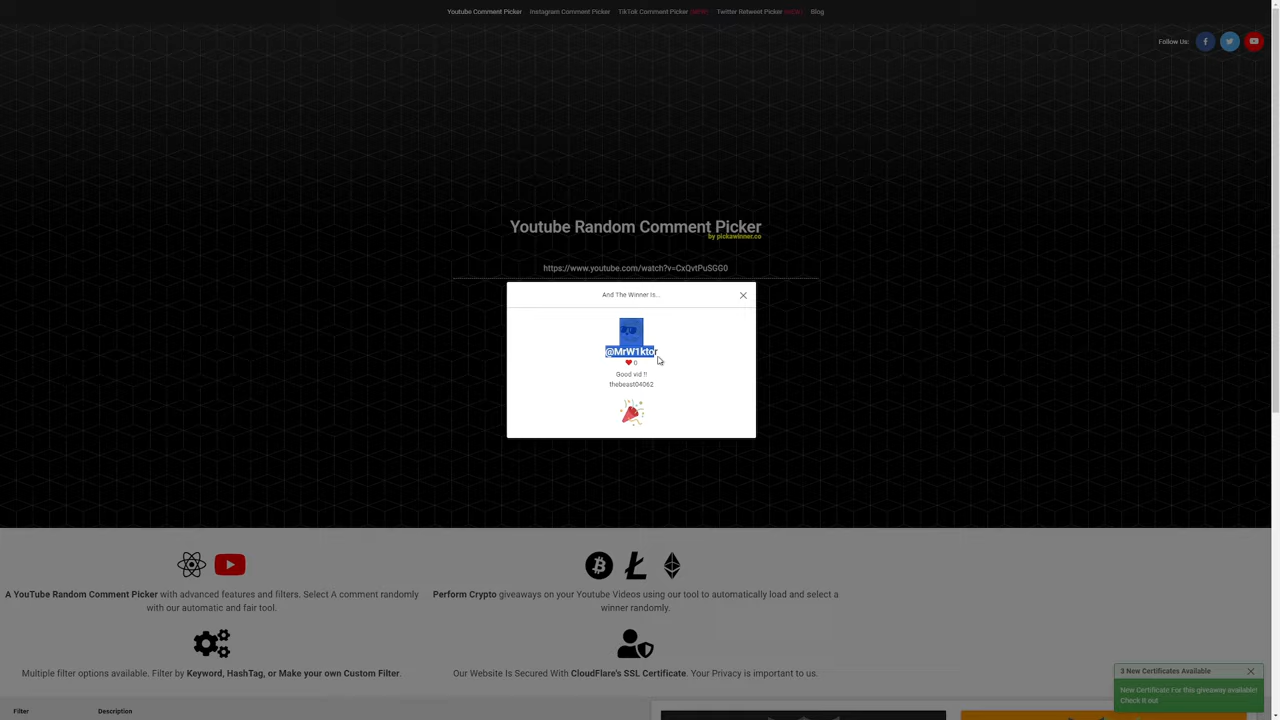 Youtube Comment Picker Instagram Comment Picker TikTok Comment Picker (NEW) Twitter Retweet Picker Blog
Follow Us:
Youtube Random Comment Picker
by pickawinner.co
https://www.youtube.com/watch?v=CxQvtPuSGG0
And The Winner Is...
@MrW1ktor
0
Good vid !!
thebeast04062
A YouTube Random Comment Picker with advanced features and filters. Select A comment randomly
with our automatic and fair tool.
Perform Crypto giveaways on your Youtube Videos using our tool to automatically load and select a
winner randomly.
Multiple filter options available. Filter by Keyword, HashTag, or Make your own Custom Filter.
Our Website Is Secured With CloudFlare's SSL Certificate. Your Privacy is important to us.
3 New Certificates Available
New Certificate For this giveaway available!
Check it out
Filter Description